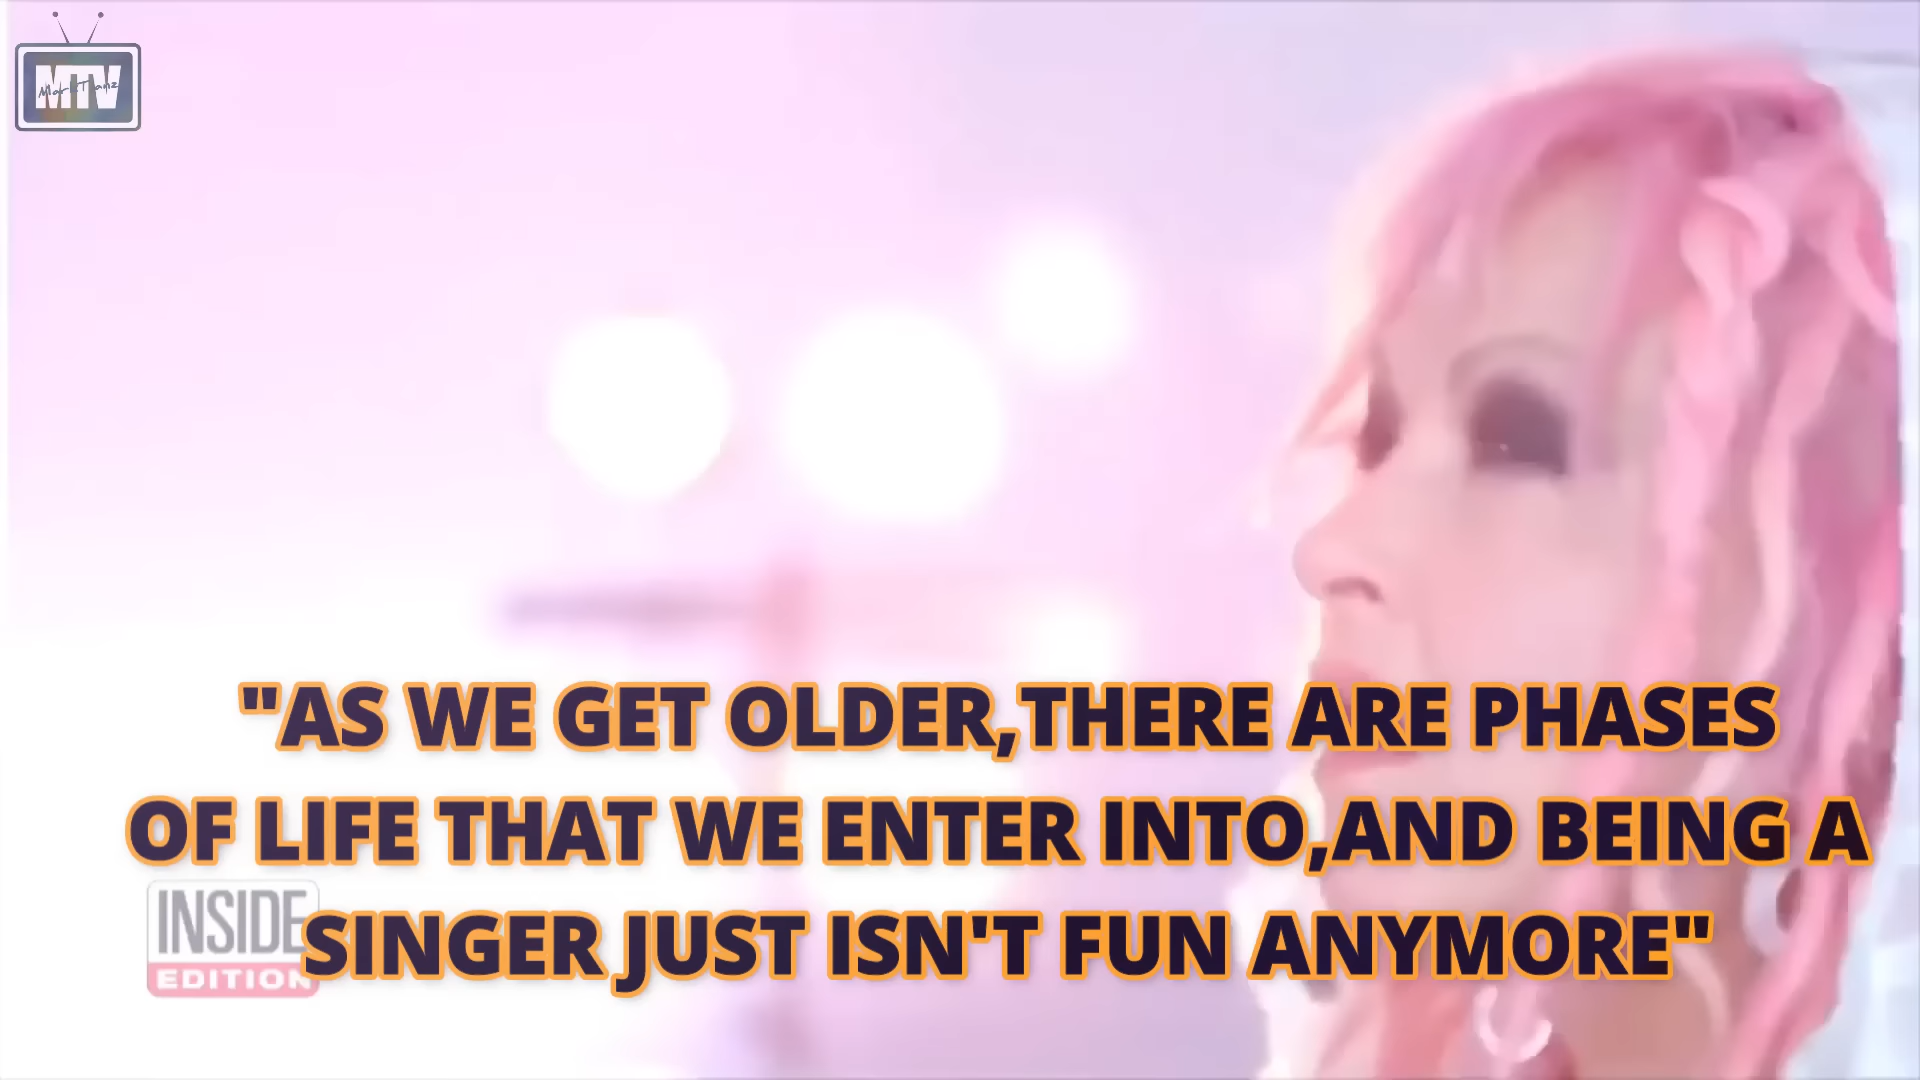 MTV
MarkThanz
"AS WE GET OLDER,THERE ARE PHASES
OF LIFE THAT WE ENTER INTO,AND BEING A
SINGER JUST ISN'T FUN ANYMORE"
INSIDE
EDITION